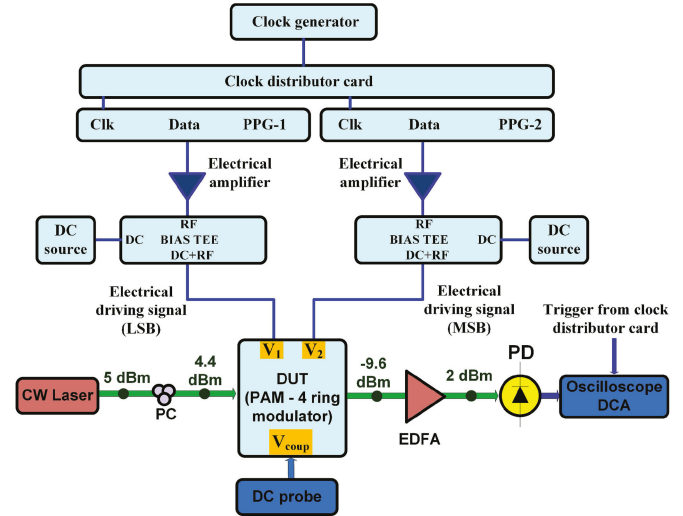 Clock generator
Clock distributor card
Clk Data PPG-1
Clk Data PPG-2
Electrical
amplifier
Electrical
amplifier
DC
source
DC
RF
BIAS TEE
DC+RF
RF
BIAS TEE
DC+RF
DC
DC
source
Electrical
driving signal
(LSB)
Electrical
driving signal
(MSB)
Trigger from clock
distributor card
V1
V2
CW Laser
5 dBm
PC
4.4
dBm
DUT
(PAM - 4 ring
modulator)
Vcoup
-9.6
dBm
EDFA
2 dBm
PD
Oscilloscope
DCA
DC probe